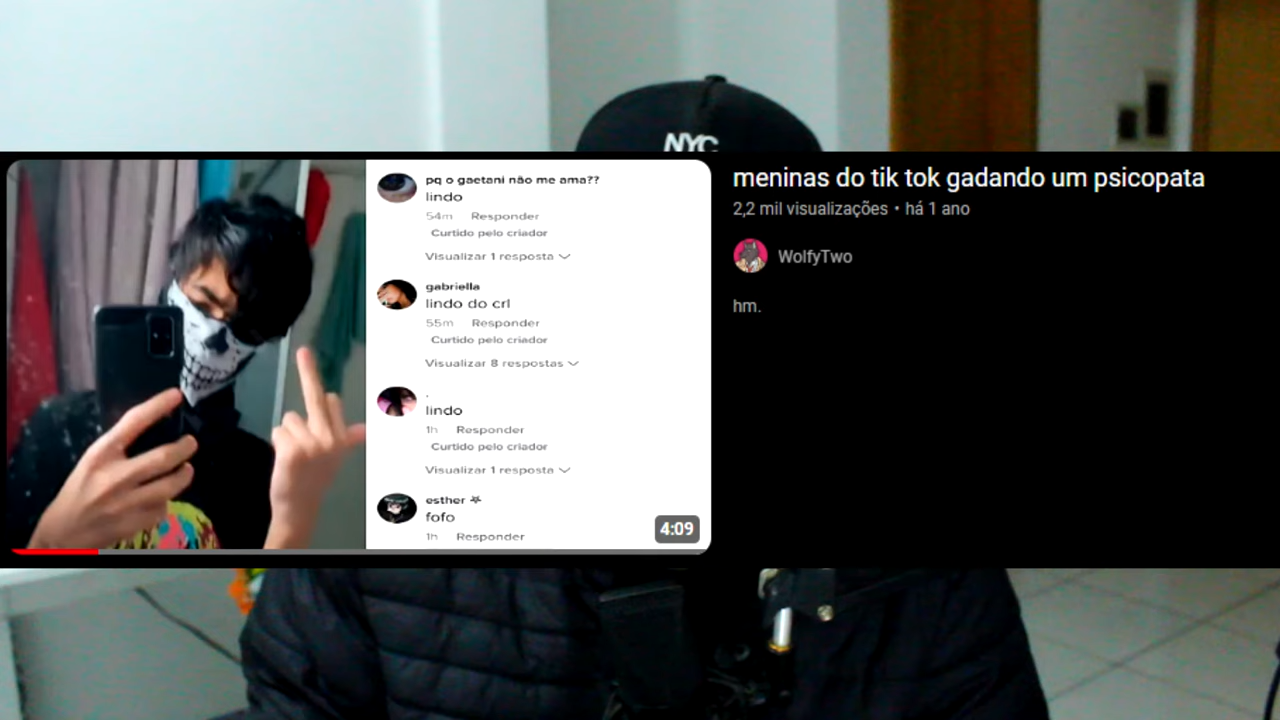 NYC
pq o gaetani não me ama??
lindo
54m Responder
Curtido pelo criador
Visualizar 1 resposta
gabriella
lindo do crl
55m Responder
Curtido pelo criador
Visualizar 8 respostas
.
lindo
1h Responder
Curtido pelo criador
Visualizar 1 resposta
esther ⛧
fofo
1h Responder
4:09
meninas do tik tok gadando um psicopata
2,2 mil visualizações • há 1 ano
WolfyTwo
hm.